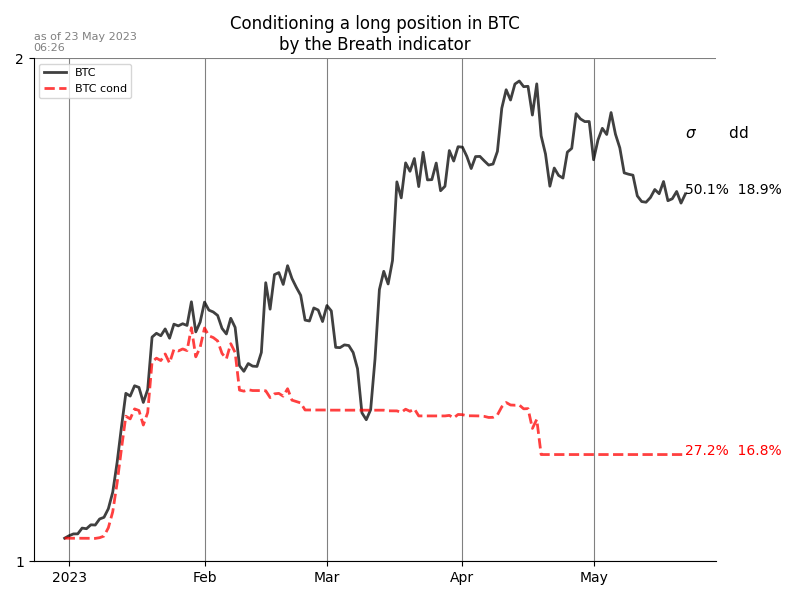 Conditioning a long position in BTC
by the Breath indicator
as of 23 May 2023
06:26
2
BTC
BTC cond
σ dd
50.1% 18.9%
27.2% 16.8%
1
2023 Feb Mar Apr May